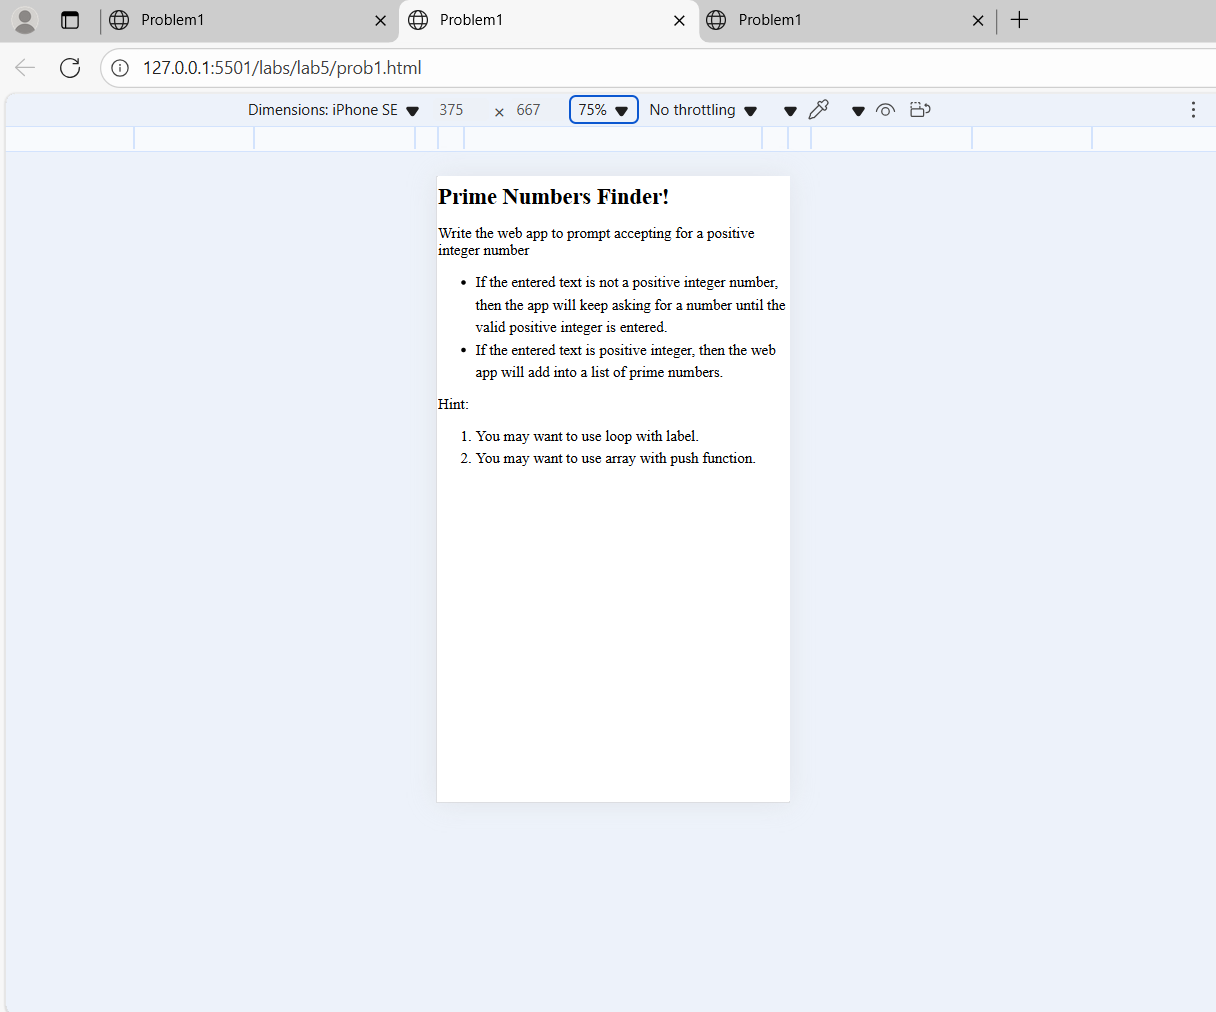 Problem1
Problem1
Problem1
127.0.0.1:5501/labs/lab5/prob1.html
Dimensions: iPhone SE 375 × 667 75% No throttling
Prime Numbers Finder!
Write the web app to prompt accepting for a positive
integer number
• If the entered text is not a positive integer number,
then the app will keep asking for a number until the
valid positive integer is entered.
• If the entered text is positive integer, then the web
app will add into a list of prime numbers.
Hint:
1. You may want to use loop with label.
2. You may want to use array with push function.